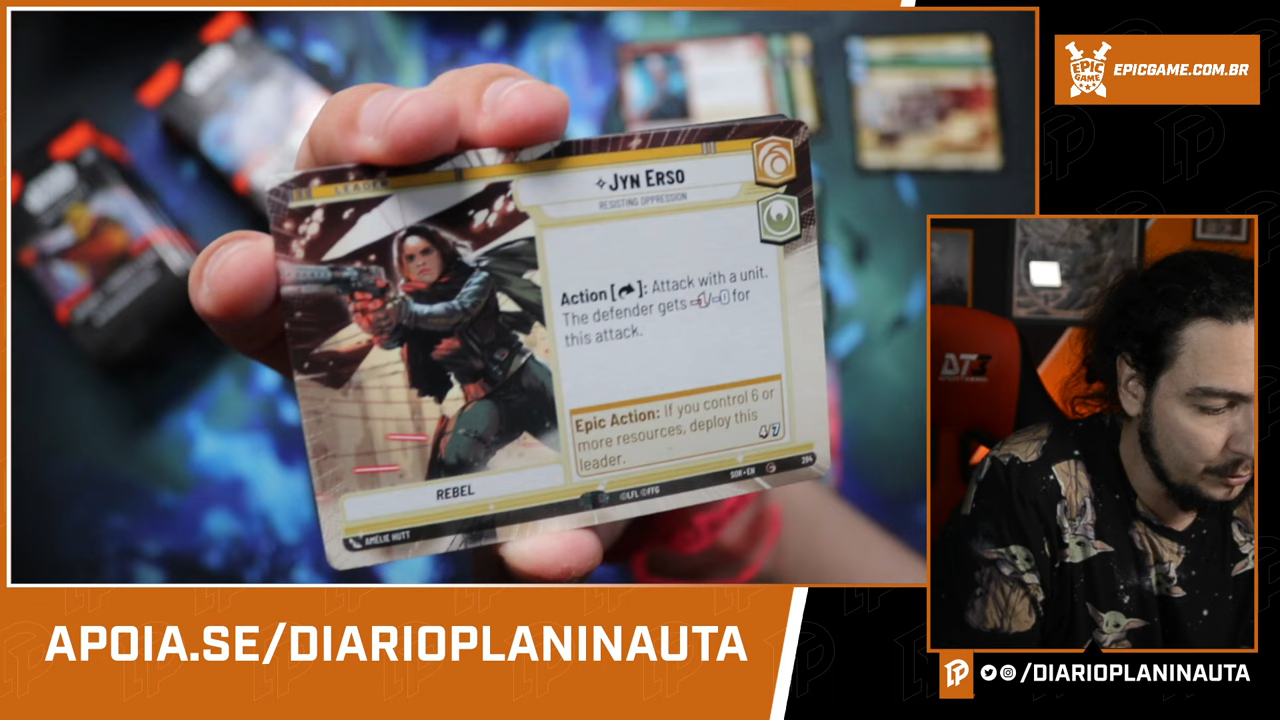 EPIC GAME
EPICGAME.COM.BR
LEADER
JYN ERSO
RESISTING OPPRESSION
Action [ ]: Attack with a unit.
The defender gets -1/-0 for
this attack.
Epic Action: If you control 6 or
more resources, deploy this
leader.
4/7
REBEL
AMÉLIE HUTT
©LFL ©FFG
SOR • EN
DT3
APOIA.SE/DIARIOPLANINAUTA
/DIARIOPLANINAUTA